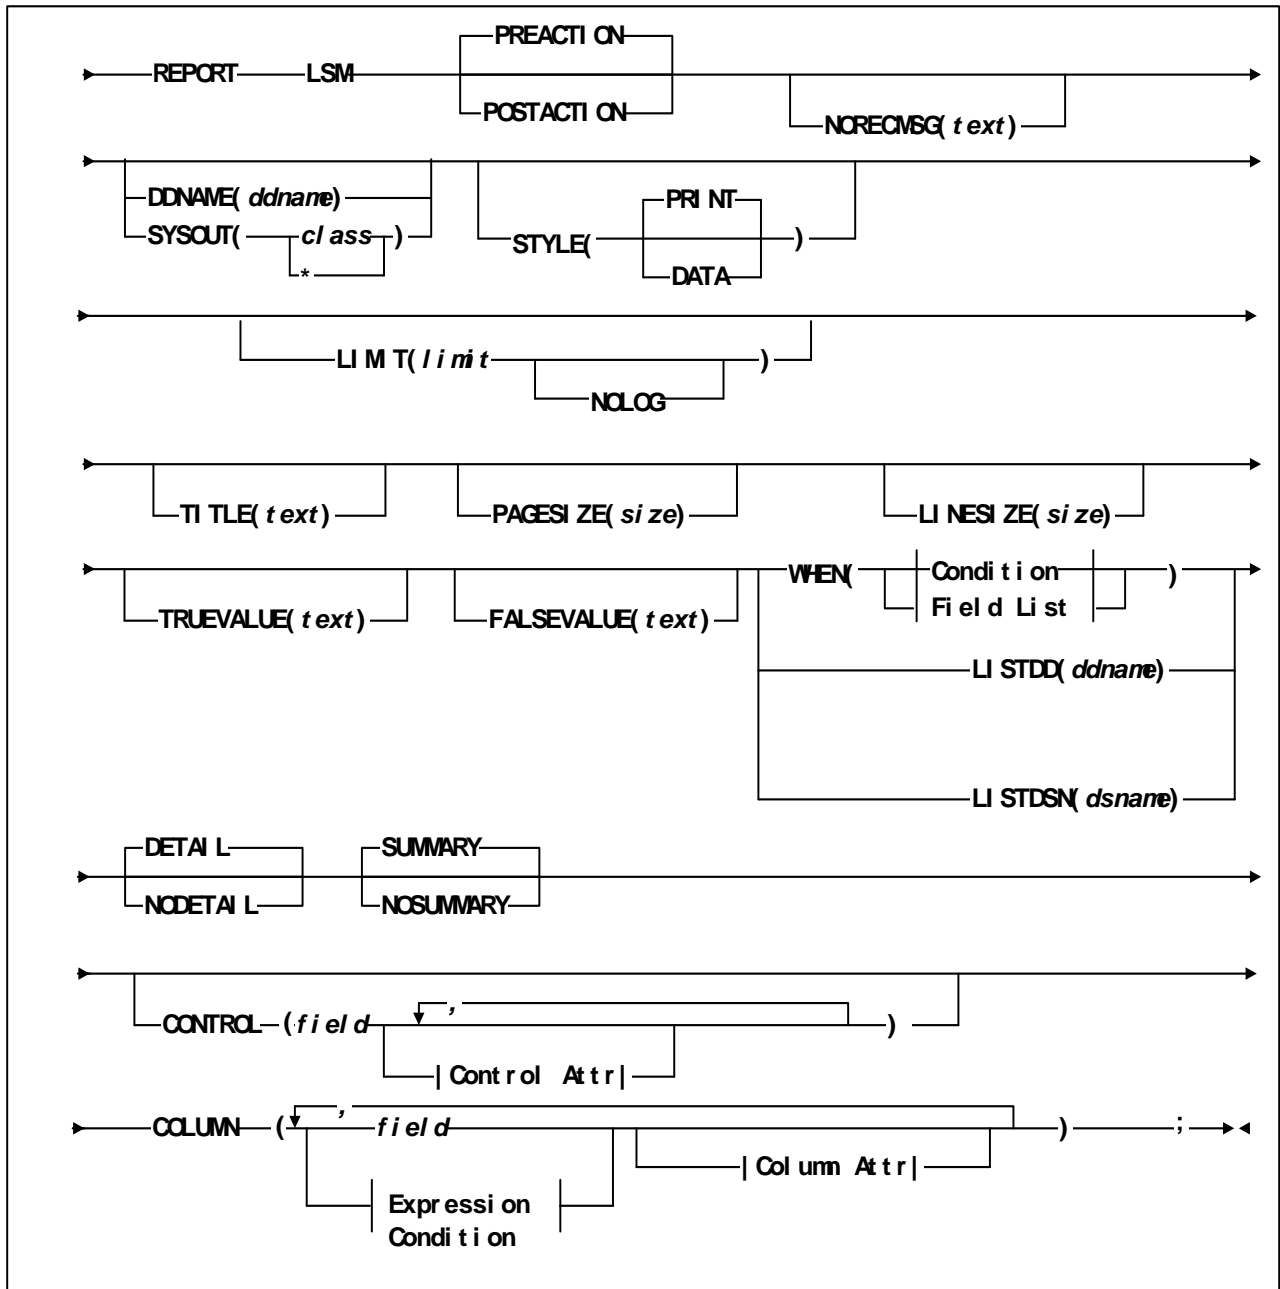 PREACTION
REPORT LSM
POSTACTION
NORECMSG(text)
DDNAME(ddname)
SYSOUT( class )
*
PRINT
STYLE( )
DATA
LIMIT(limit )
NOLOG
TITLE(text)
PAGESIZE(size)
LINESIZE(size)
WHEN( | Condition | )
Field List
TRUEVALUE(text)
FALSEVALUE(text)
LISTDD(ddname)
LISTDSN(dsname)
DETAIL
SUMMARY
NODETAIL
NOSUMMARY
,
CONTROL (field )
|Control Attr|
,
COLUMN ( field ) ;
|Column Attr|
Expression
Condition